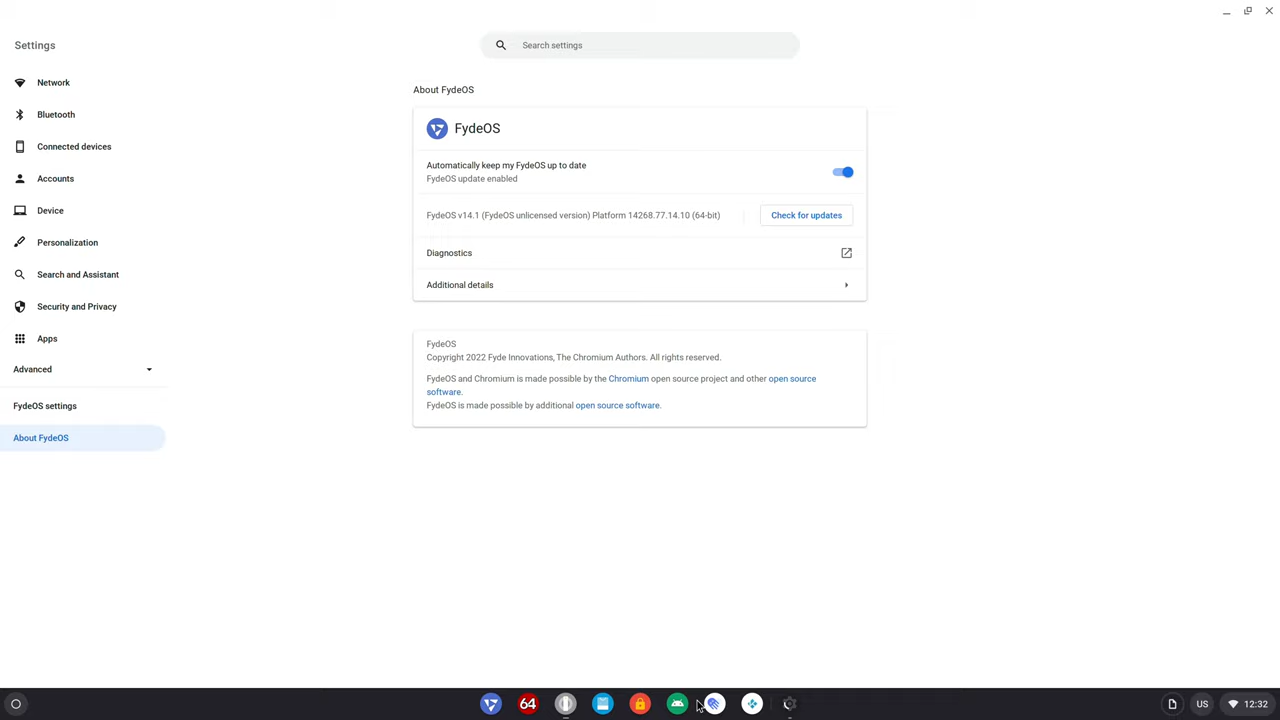 Settings
Search settings
Network
Bluetooth
Connected devices
Accounts
Device
Personalization
Search and Assistant
Security and Privacy
Apps
Advanced
FydeOS settings
About FydeOS
About FydeOS
FydeOS
Automatically keep my FydeOS up to date
FydeOS update enabled
FydeOS v14.1 (FydeOS unlicensed version) Platform 14268.77.14.10 (64-bit)
Check for updates
Diagnostics
Additional details
FydeOS
Copyright 2022 Fyde Innovations, The Chromium Authors. All rights reserved.
FydeOS and Chromium is made possible by the Chromium open source project and other open source
software.
FydeOS is made possible by additional open source software.
64
US
12:32